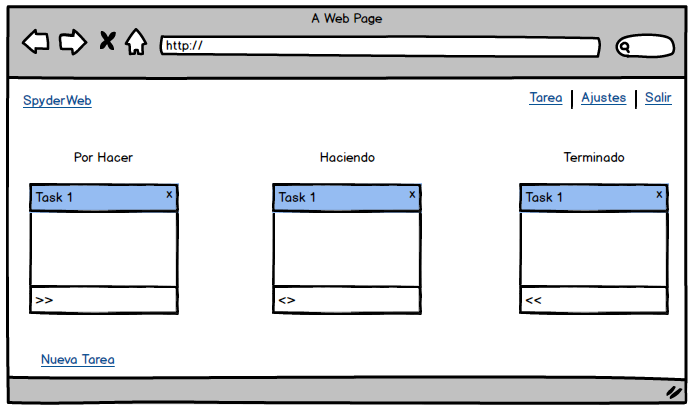 A Web Page
http://
SpyderWeb
Tarea | Ajustes | Salir
Por Hacer Haciendo Terminado
Task 1 x Task 1 x Task 1 x
>> <> <<
Nueva Tarea